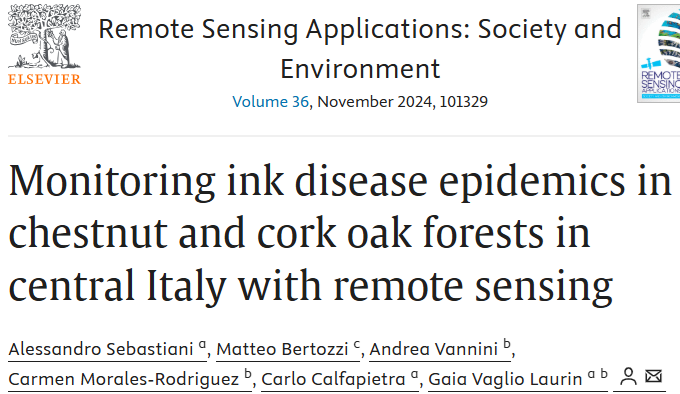 Remote Sensing Applications: Society and
Environment
ELSEVIER
REMOTE
SENSING
APPLICATIONS
Volume 36, November 2024, 101329
Monitoring ink disease epidemics in
chestnut and cork oak forests in
central Italy with remote sensing
Alessandro Sebastiani a, Matteo Bertozzi c, Andrea Vannini b,
Carmen Morales-Rodriguez b, Carlo Calfapietra a, Gaia Vaglio Laurin a b